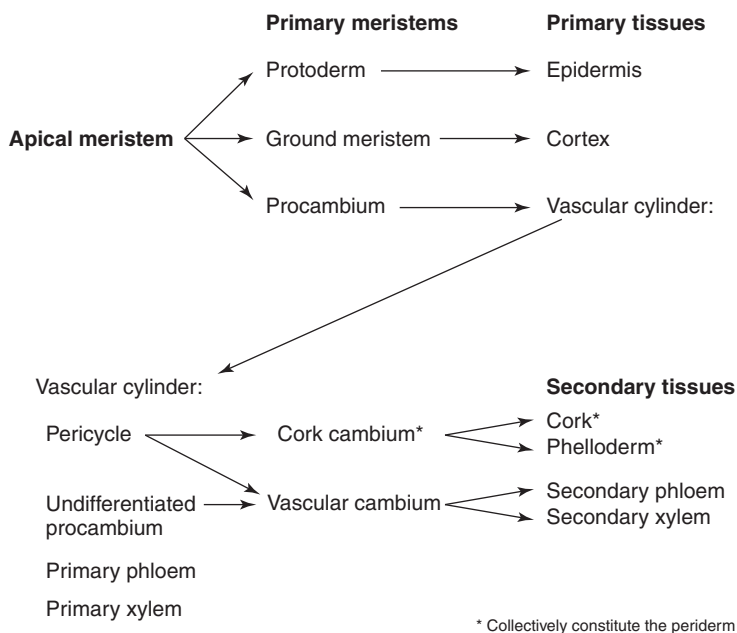 Primary meristems
Primary tissues
Protoderm
Epidermis
Apical meristem
Ground meristem
Cortex
Procambium
Vascular cylinder:
Vascular cylinder:
Secondary tissues
Pericycle
Cork cambium*
Cork*
Phelloderm*
Undifferentiated
procambium
Vascular cambium
Secondary phloem
Secondary xylem
Primary phloem
Primary xylem
* Collectively constitute the periderm